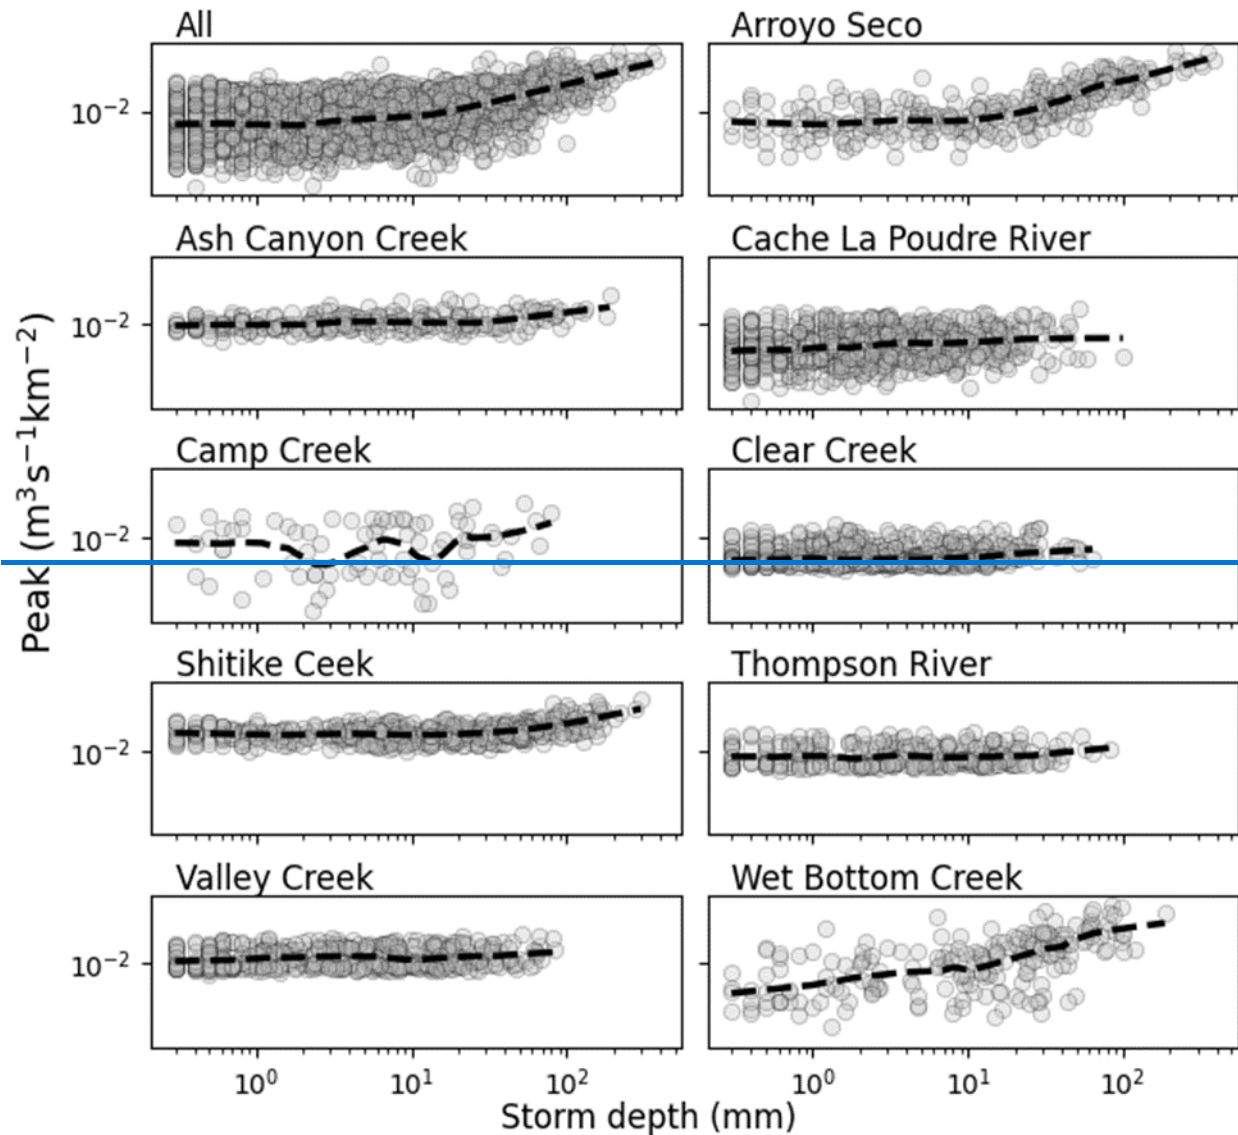 All
Arroyo Seco
10⁻²
Ash Canyon Creek
Cache La Poudre River
10⁻²
Camp Creek
Clear Creek
10⁻²
Peak (m³s⁻¹km⁻²)
Shitike Ceek
Thompson River
10⁻²
Valley Creek
Wet Bottom Creek
10⁻²
10⁰ 10¹ 10² 10⁰ 10¹ 10²
Storm depth (mm)